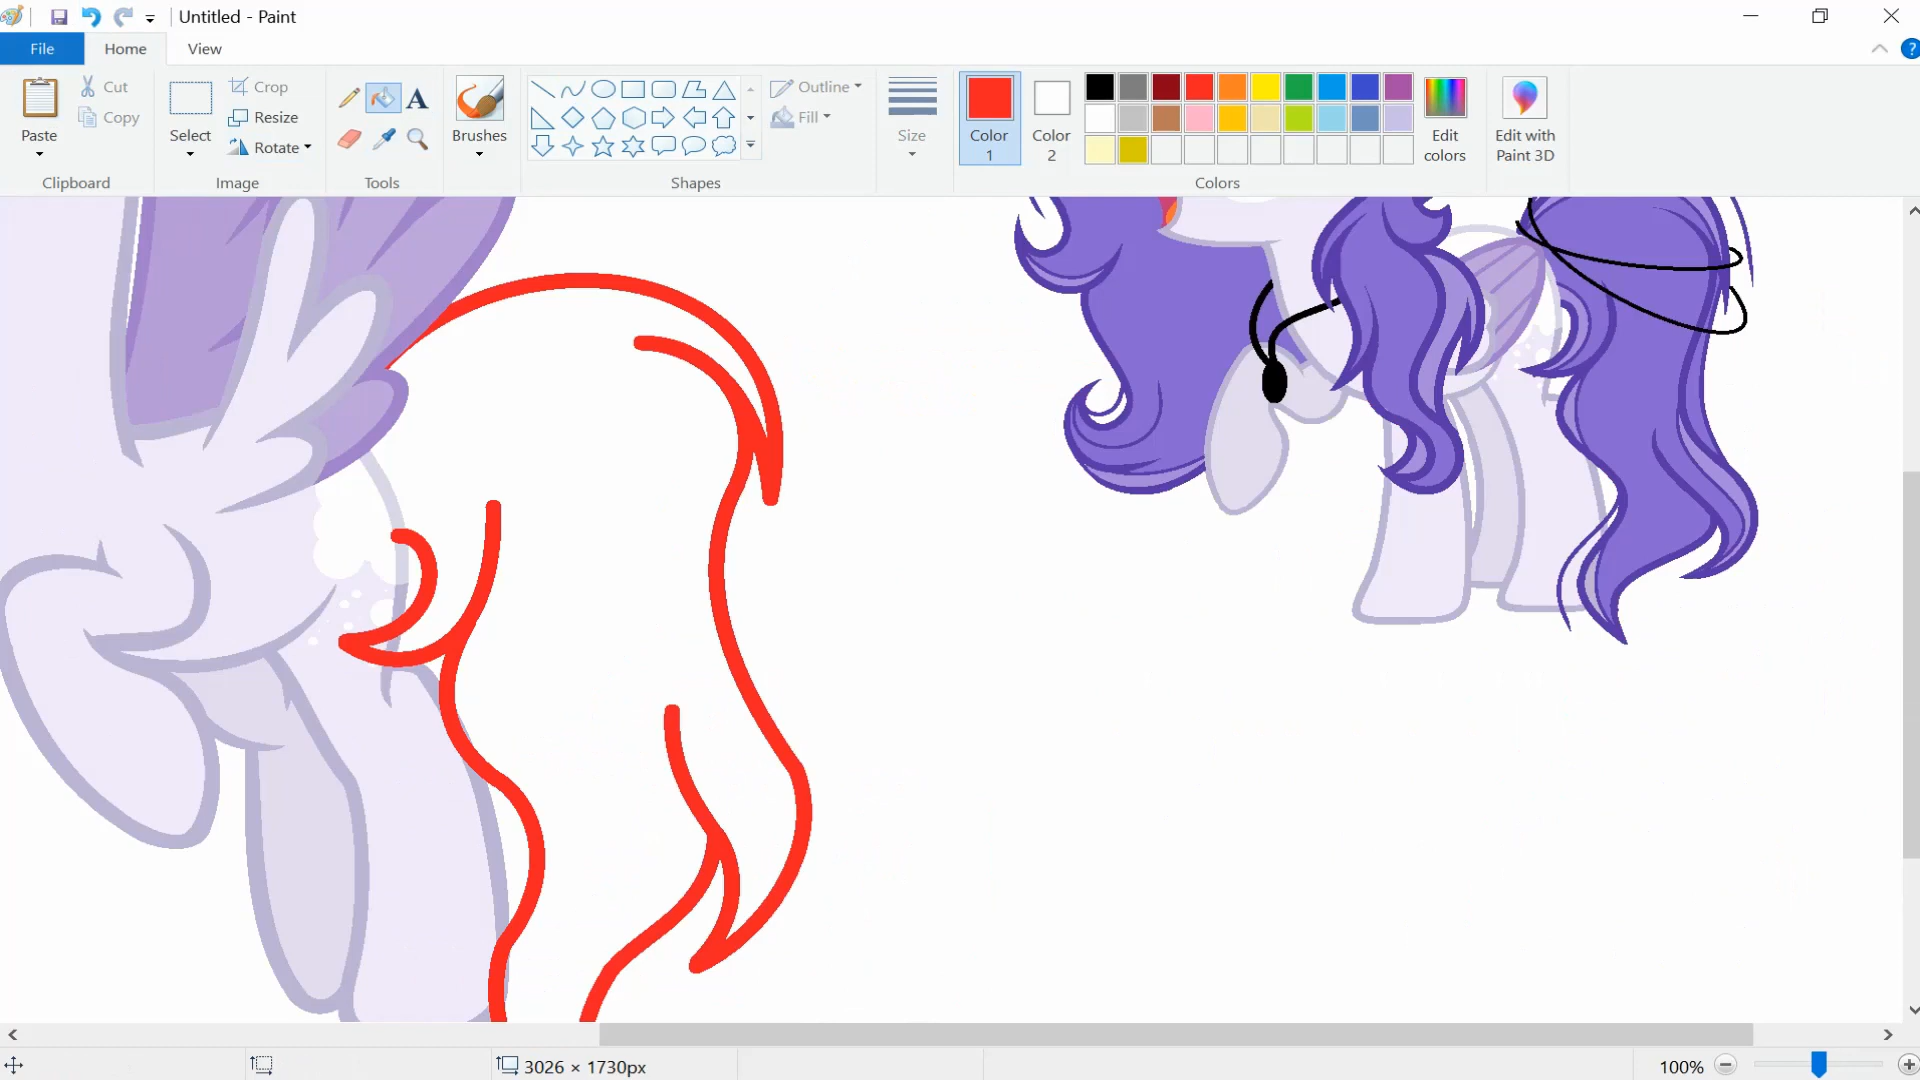 Untitled - Paint
File Home View
Paste
Cut
Copy
Clipboard
Select
Crop
Resize
Rotate
Image
A
Tools
Brushes
Shapes
Outline
Fill
Size
Color 1
Color 2
Edit colors
Colors
Edit with Paint 3D
?
3026 × 1730px
100%